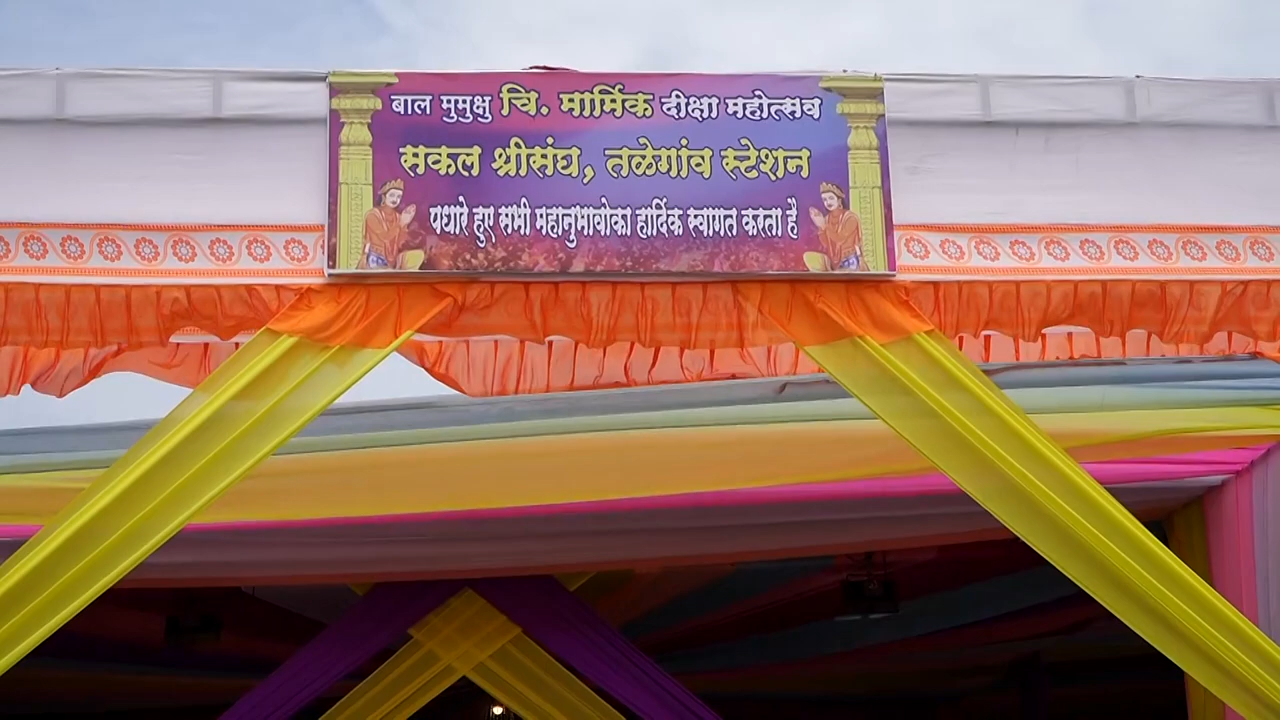 बाल मुमुक्षु चि. मार्मिक दीक्षा महोत्सव
सकल श्रीसंघ, तळेगांव स्टेशन
पधारे हुए सभी महानुभावोका हार्दिक स्वागत करता है